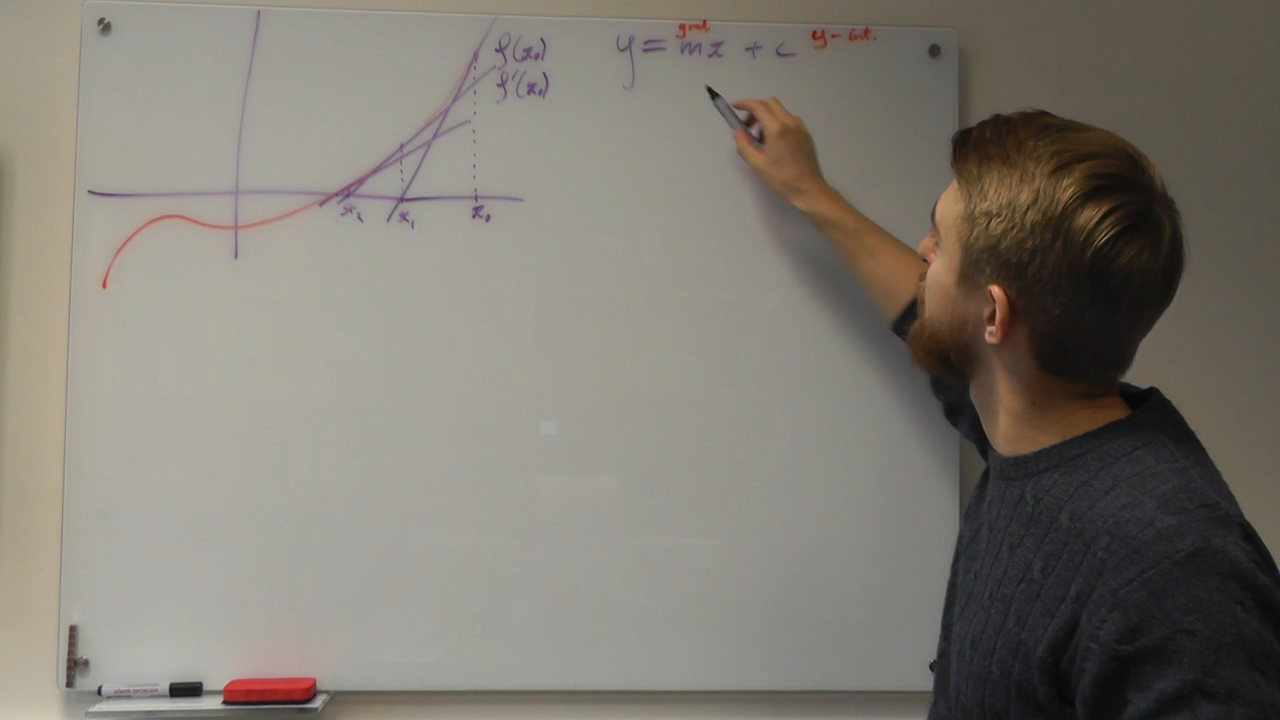 f(x₀)
f'(x₀)
x₂ x₁ x₀
grad. y-int.
y = mx + c